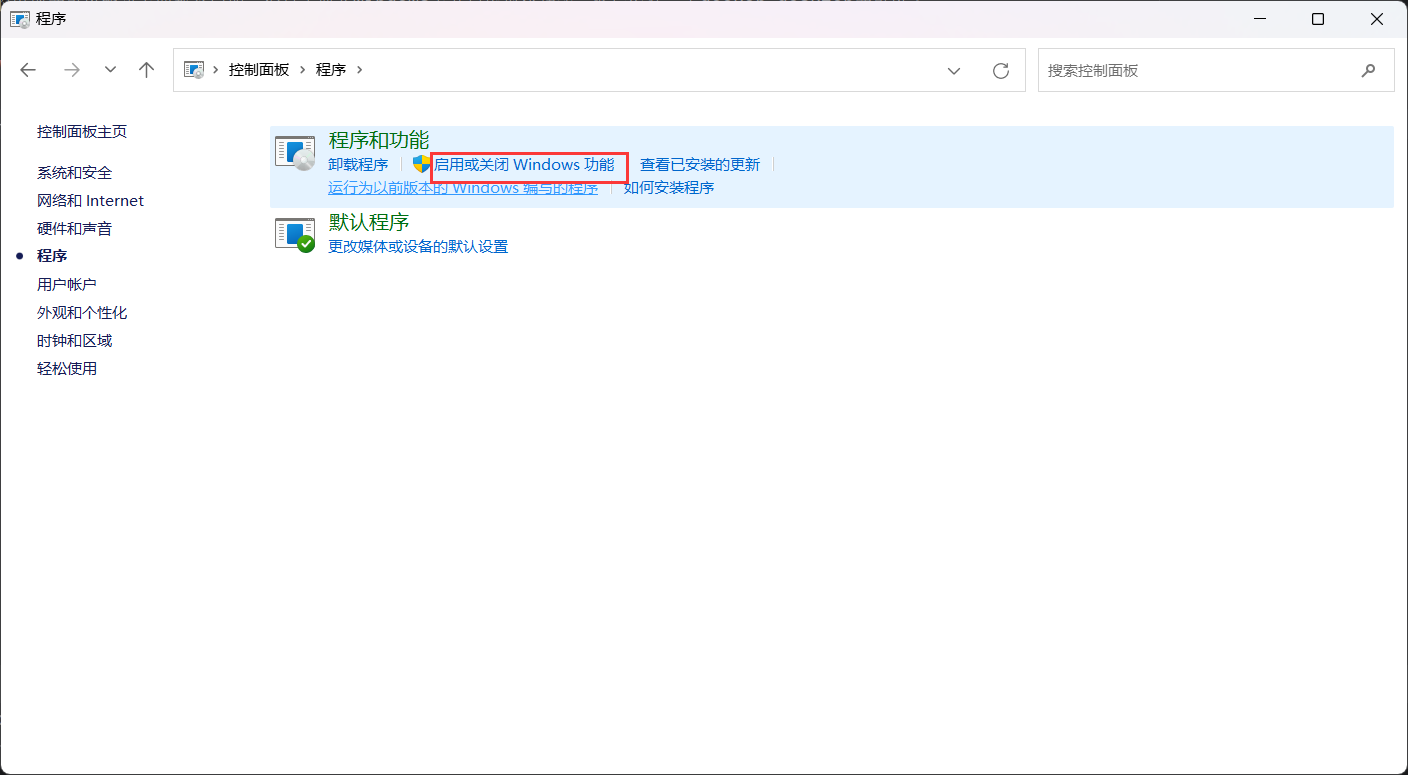 程序
控制面板 › 程序 ›
搜索控制面板
控制面板主页
系统和安全
网络和 Internet
硬件和声音
程序
用户帐户
外观和个性化
时钟和区域
轻松使用
程序和功能
卸载程序 启用或关闭 Windows 功能 查看已安装的更新
运行为以前版本的 Windows 编写的程序 如何安装程序
默认程序
更改媒体或设备的默认设置